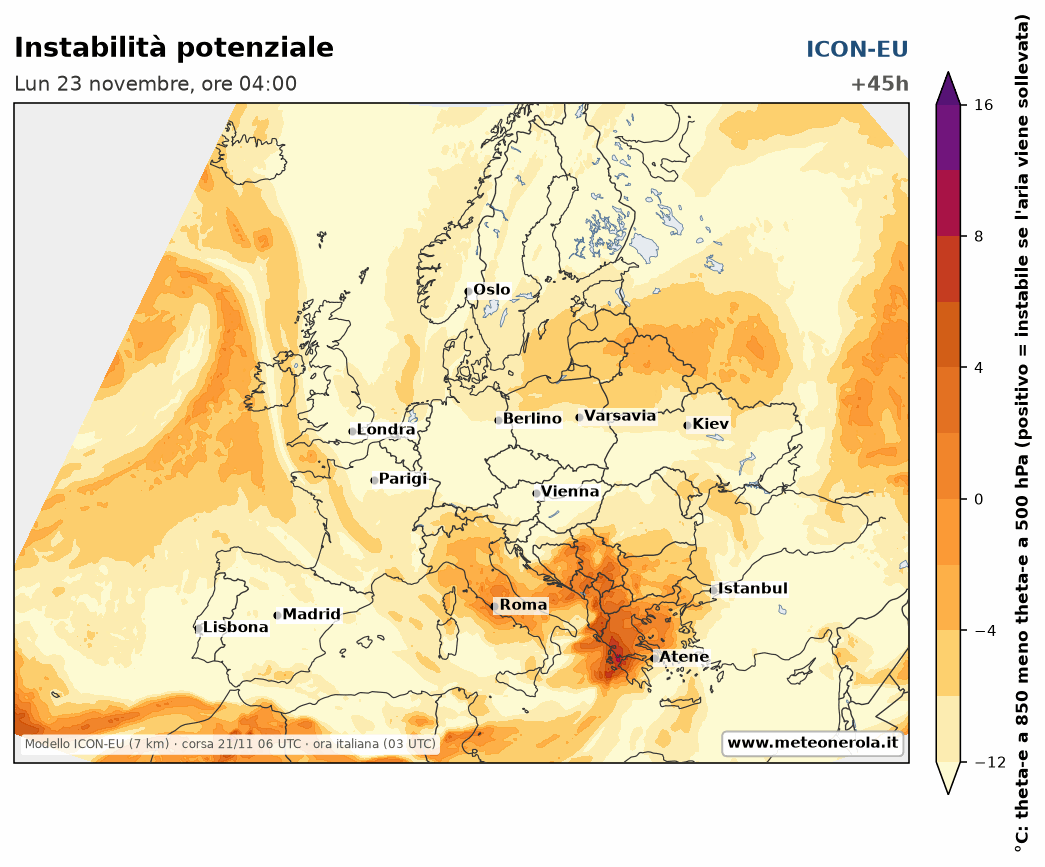 Instabilità potenziale
ICON-EU
Lun 23 novembre, ore 04:00
+45h
Oslo
Berlino
Varsavia
Kiev
Londra
Parigi
Vienna
Istanbul
Roma
Madrid
Lisbona
Atene
Modello ICON-EU (7 km) · corsa 21/11 06 UTC · ora italiana (03 UTC)
www.meteonerola.it
16
8
4
0
−4
−12
°C: theta-e a 850 meno theta-e a 500 hPa (positivo = instabile se l'aria viene sollevata)